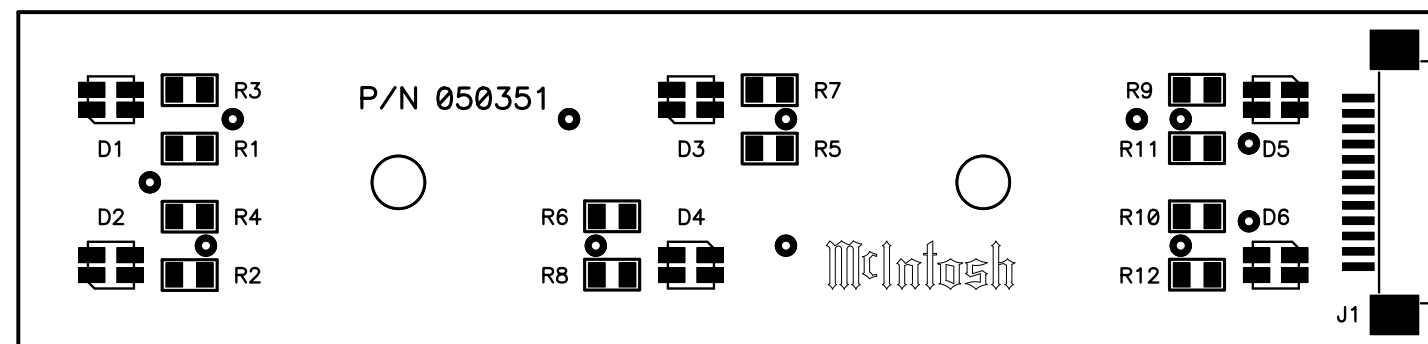 R3
P/N 050351
R7
R9
D1
R1
D3
R5
R11
D5
D2
R4
R6
D4
R10
D6
R2
R8
McIntosh
R12
J1